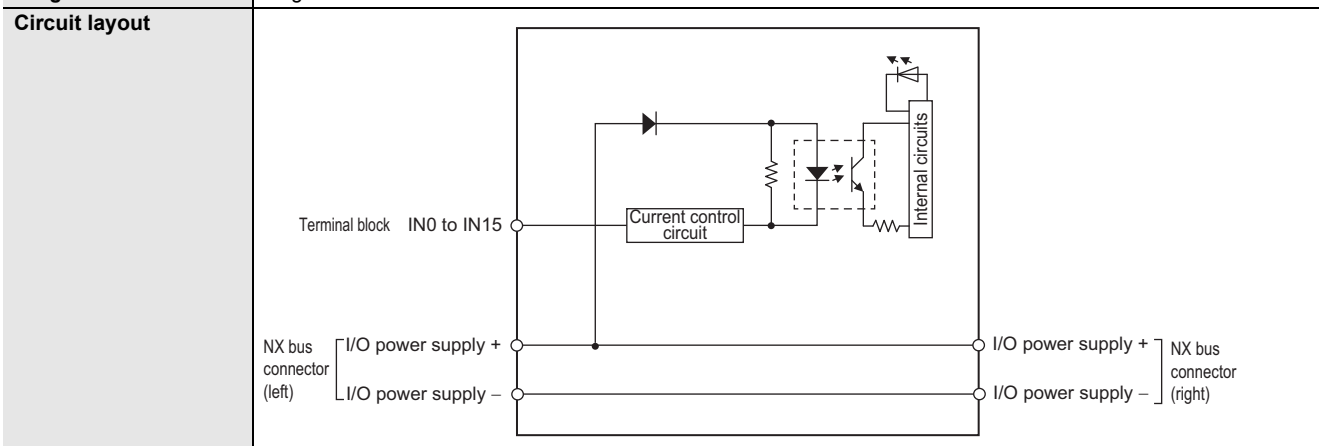 Circuit layout
Internal circuits
Terminal block IN0 to IN15
Current control
circuit
NX bus
connector
(left)
I/O power supply +
I/O power supply –
I/O power supply +
I/O power supply –
NX bus
connector
(right)